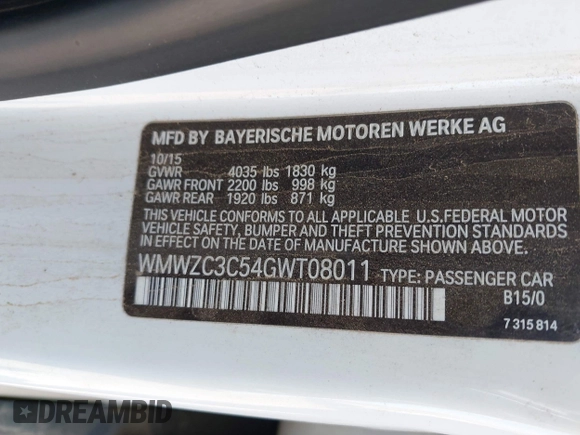 MFD BY BAYERISCHE MOTOREN WERKE AG
10/15
GVWR 4035 lbs 1830 kg
GAWR FRONT 2200 lbs 998 kg
GAWR REAR 1920 lbs 871 kg
THIS VEHICLE CONFORMS TO ALL APPLICABLE U.S.FEDERAL MOTOR
VEHICLE SAFETY, BUMPER, AND THEFT PREVENTION STANDARDS
IN EFFECT ON THE DATE OF MANUFACTURE SHOWN ABOVE.
WMWZC3C54GWT08011 TYPE: PASSENGER CAR
B15/0
7 315 814
DREAMBID